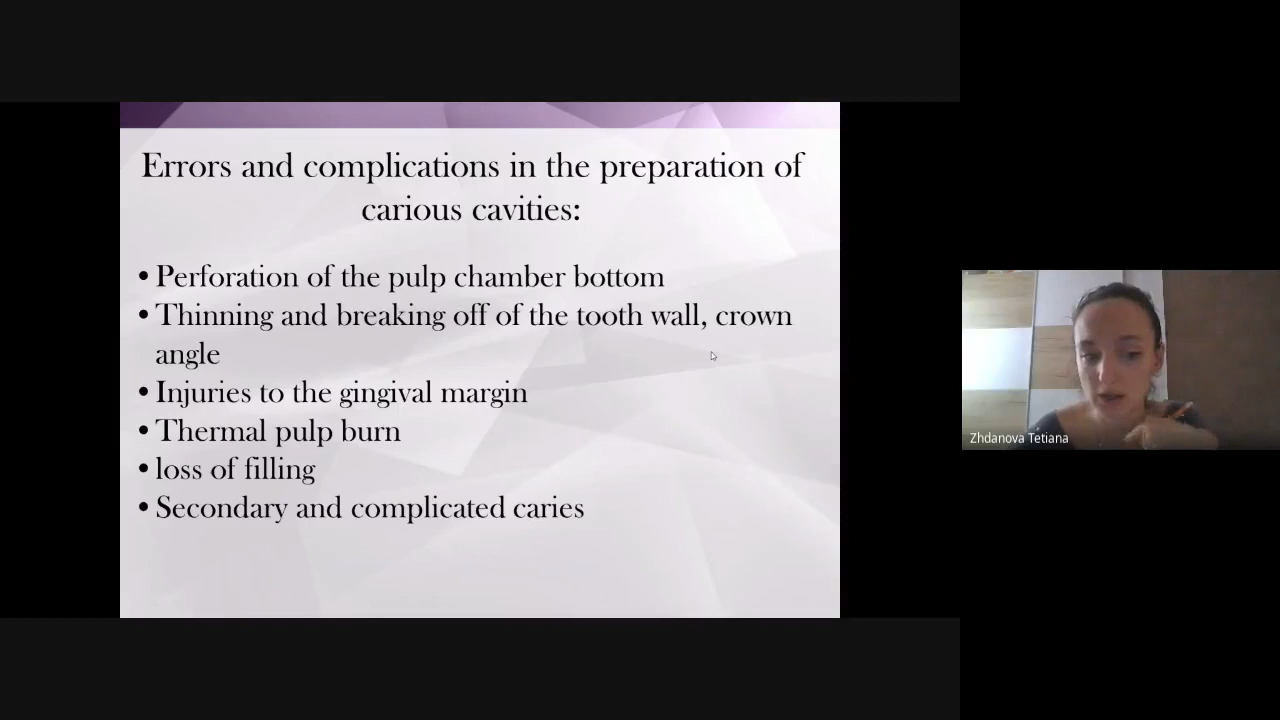 Errors and complications in the preparation of
carious cavities:
• Perforation of the pulp chamber bottom
• Thinning and breaking off of the tooth wall, crown
angle
• Injuries to the gingival margin
• Thermal pulp burn
• loss of filling
• Secondary and complicated caries
Zhdanova Tetiana